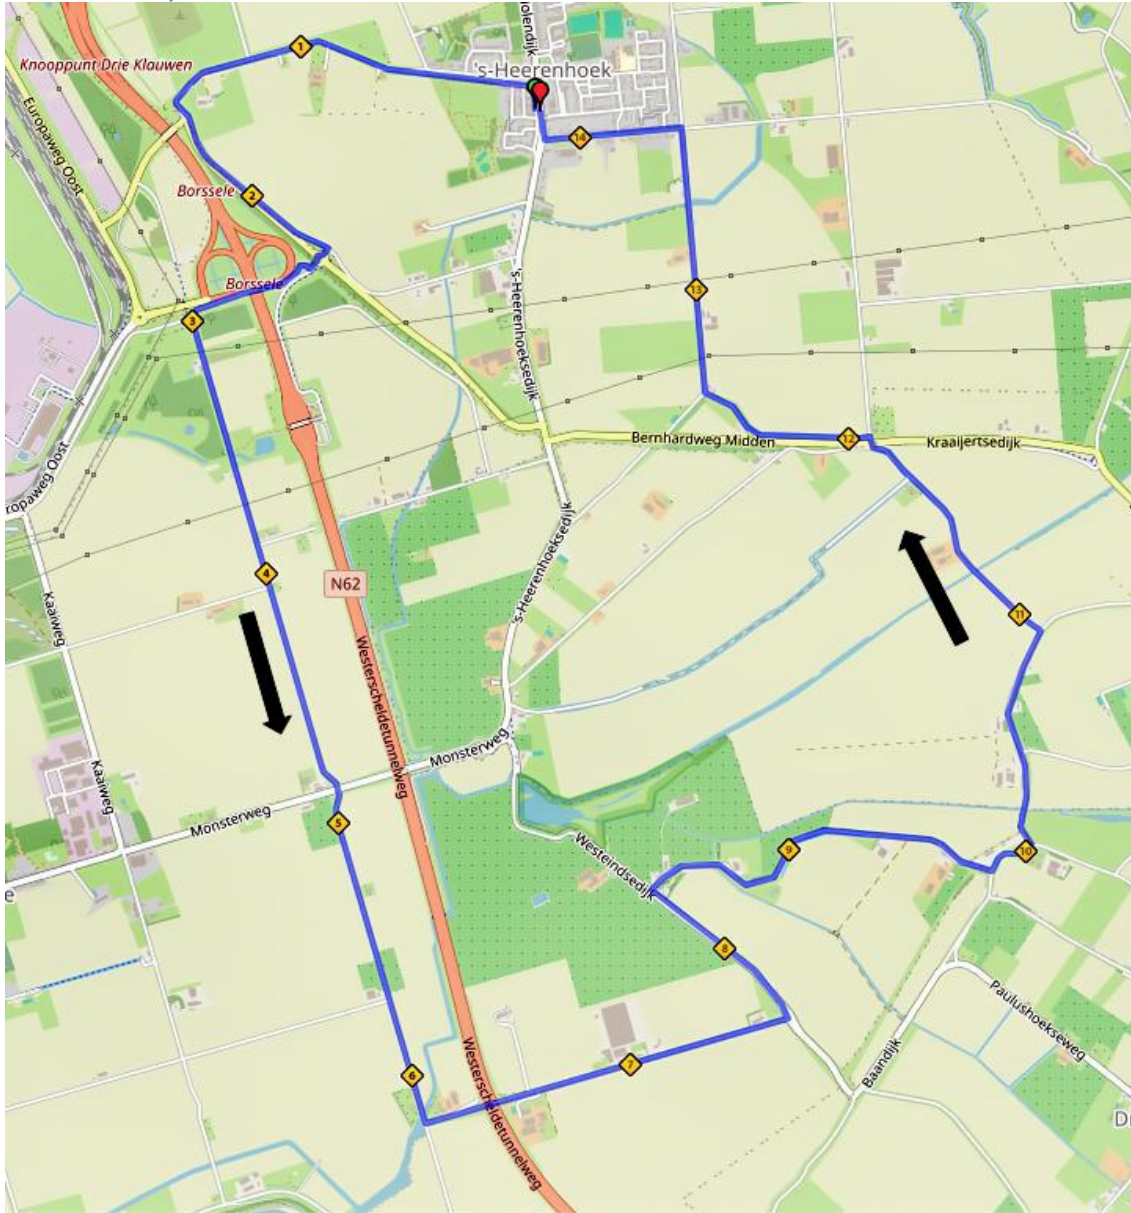 olendijk
Knooppunt Drie Klauwen
1
's-Heerenhoek
Europaweg Oost
14
Borssele
2
Borssele
's-Heerenhoeksedijk
13
3
Bernhardweg Midden
12
Kraaijertsedijk
ropaweg Oost
4
N62
's-Heerenhoeksedijk
Kaaiweg
11
Westerscheldetunnelweg
Monsterweg
Kaaiweg
Monsterweg
5
Westeindsedijk
9
10
e
8
Paulushoekseweg
Baandijk
6
7
Westerscheldetunnelweg
D